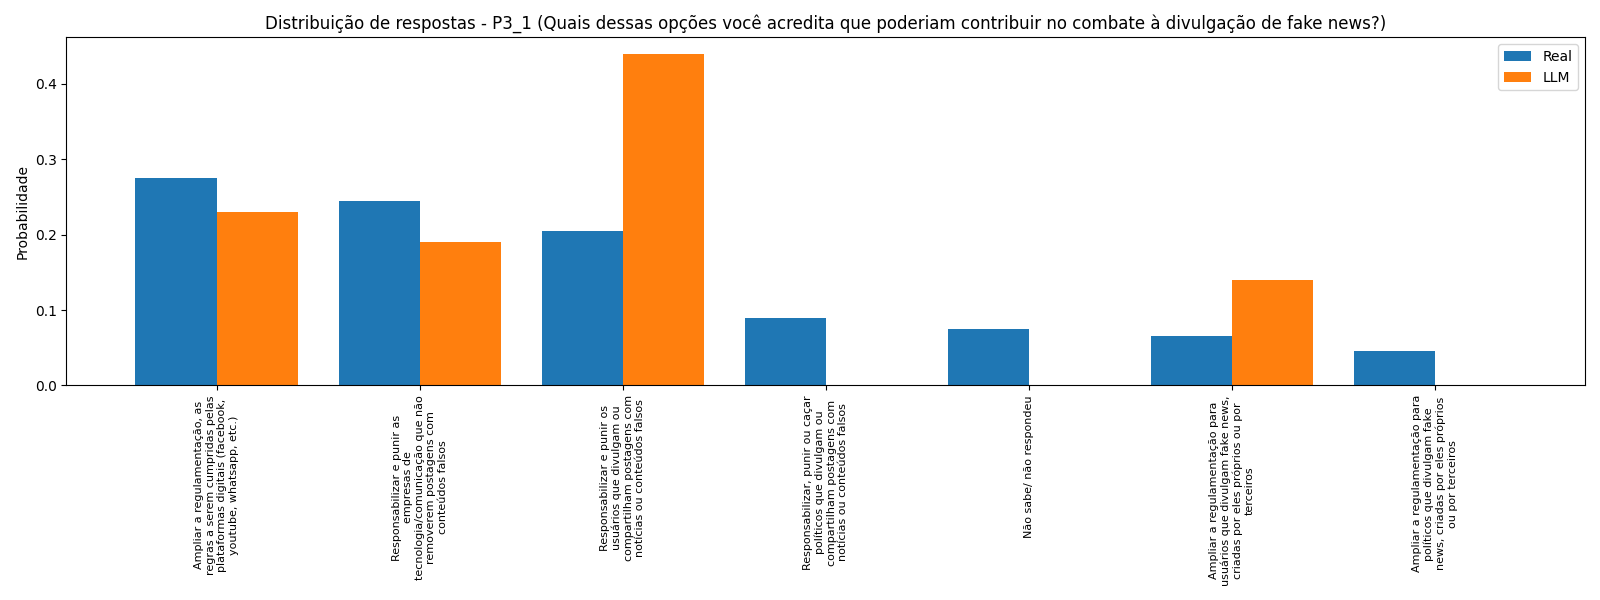 Distribuição de respostas - P3_1 (Quais dessas opções você acredita que poderiam contribuir no combate à divulgação de fake news?)
Real
LLM
Probabilidade
0.4
0.3
0.2
0.1
0.0
Ampliar a regulamentação, as
regras a serem cumpridas pelas
plataformas digitais (facebook,
youtube, whatsapp, etc.)
Responsabilizar e punir as
empresas de
tecnologia/comunicação que não
removerem postagens com
conteúdos falsos
Responsabilizar e punir os
usuários que divulgam ou
compartilham postagens com
notícias ou conteúdos falsos
Responsabilizar, punir ou caçar
políticos que divulgam ou
compartilham postagens com
notícias ou conteúdos falsos
Não sabe/ não respondeu
Ampliar a regulamentação para
usuários que divulgam fake news,
criadas por eles próprios ou por
terceiros
Ampliar a regulamentação para
políticos que divulgam fake
news, criadas por eles próprios
ou por terceiros